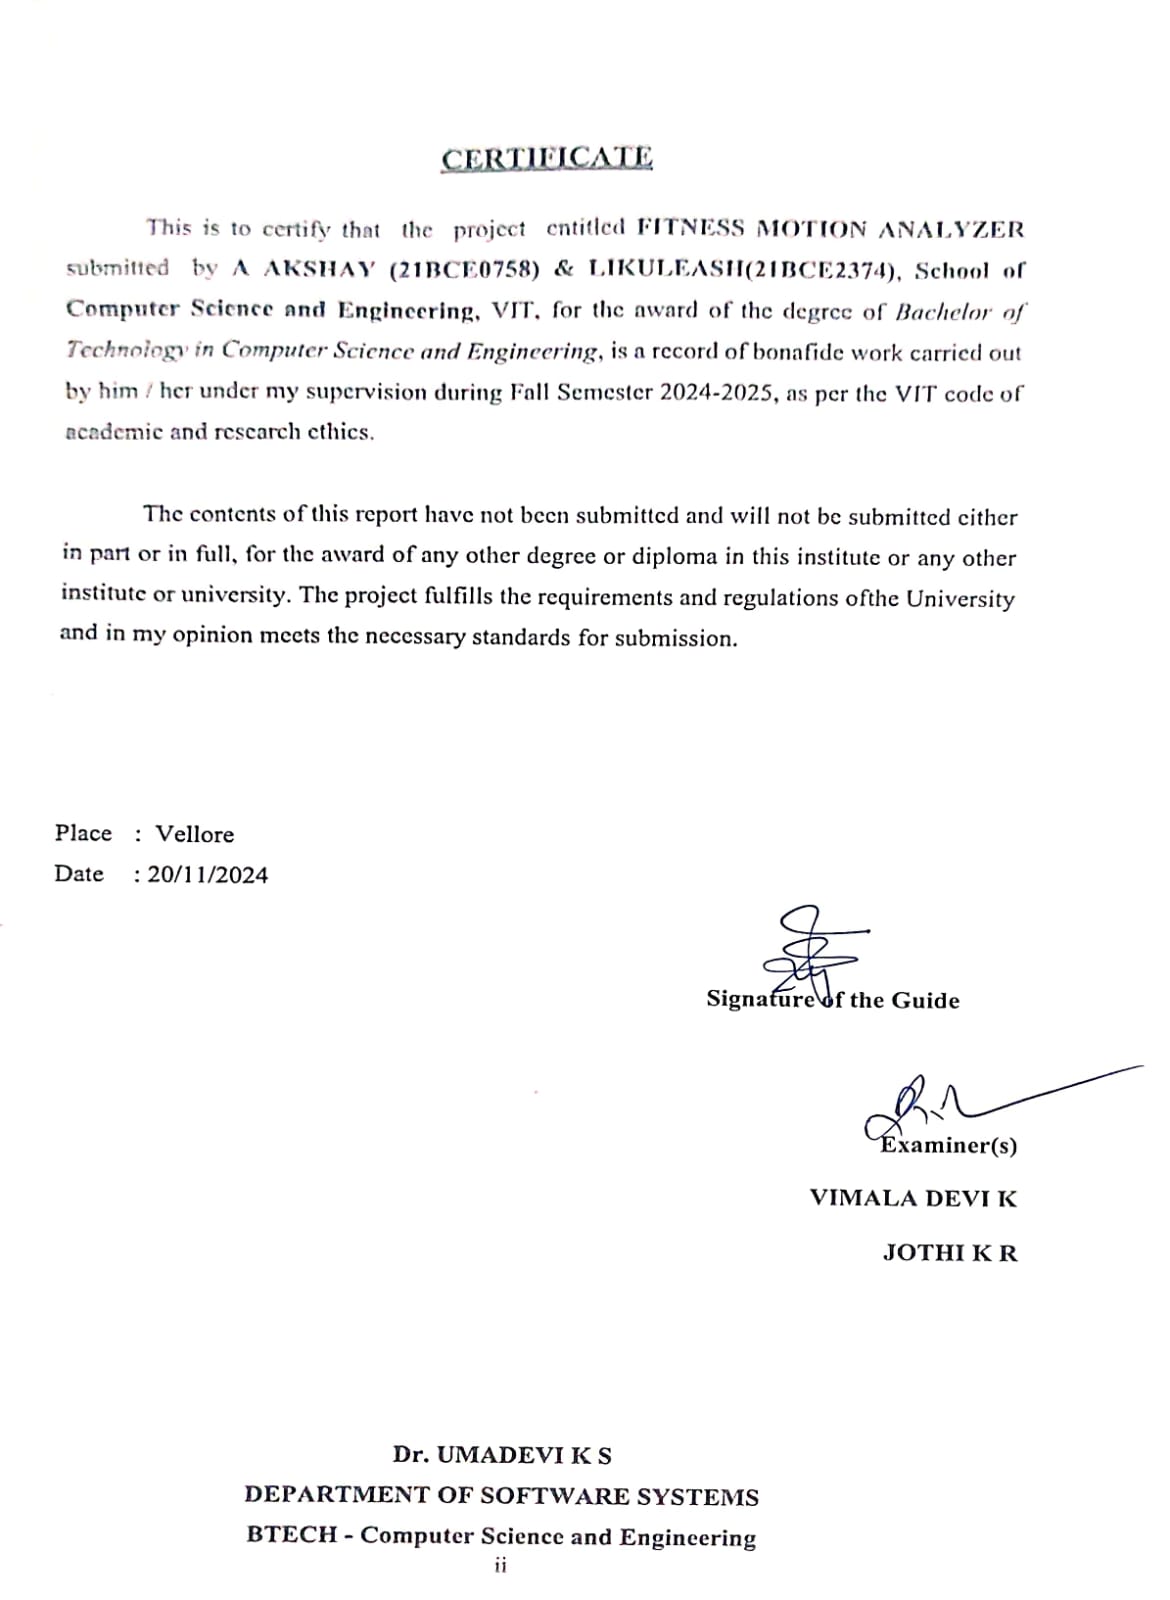 CERTIFICATE
This is to certify that the project entitled FITNESS MOTION ANALYZER
submitted by A AKSHAY (21BCE0758) & LIKULEASH(21BCE2374), School of
Computer Science and Engineering, VIT, for the award of the degree of Bachelor of
Technology in Computer Science and Engineering, is a record of bonafide work carried out
by him / her under my supervision during Fall Semester 2024-2025, as per the VIT code of
academic and research ethics.
The contents of this report have not been submitted and will not be submitted either
in part or in full, for the award of any other degree or diploma in this institute or any other
institute or university. The project fulfills the requirements and regulations ofthe University
and in my opinion meets the necessary standards for submission.
Place : Vellore
Date : 20/11/2024
Signature of the Guide
Examiner(s)
VIMALA DEVI K
JOTHI K R
Dr. UMADEVI K S
DEPARTMENT OF SOFTWARE SYSTEMS
BTECH - Computer Science and Engineering
ii